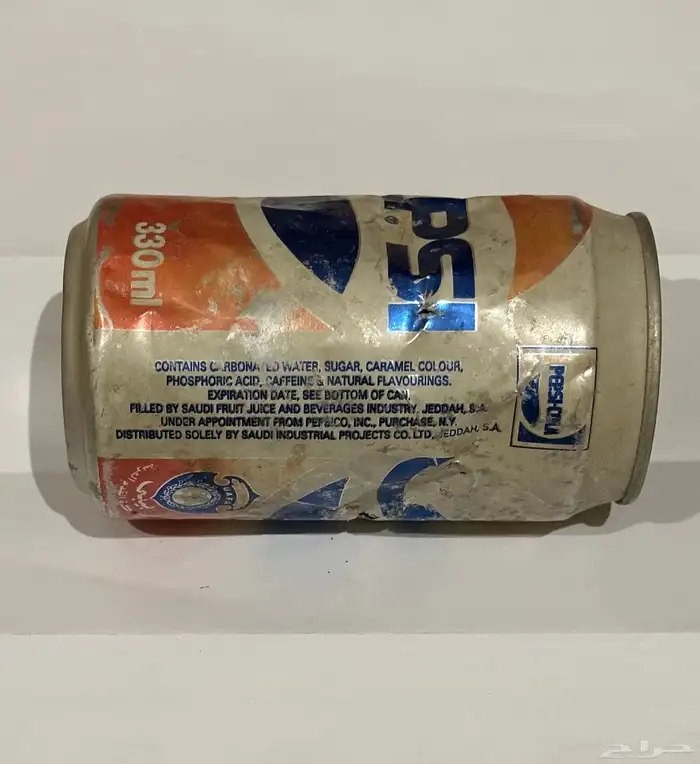 330ml
PEPSI
CONTAINS CARBONATED WATER, SUGAR, CARAMEL COLOUR,
PHOSPHORIC ACID, CAFFEINE & NATURAL FLAVOURINGS.
EXPIRATION DATE, SEE BOTTOM OF CAN,
FILLED BY SAUDI FRUIT JUICE AND BEVERAGES INDUSTRY, JEDDAH, S.A.
UNDER APPOINTMENT FROM PEPSICO, INC., PURCHASE, N.Y.
DISTRIBUTED SOLELY BY SAUDI INDUSTRIAL PROJECTS CO. LTD., JEDDAH, S.A.
PEPSI-COLA
حراج